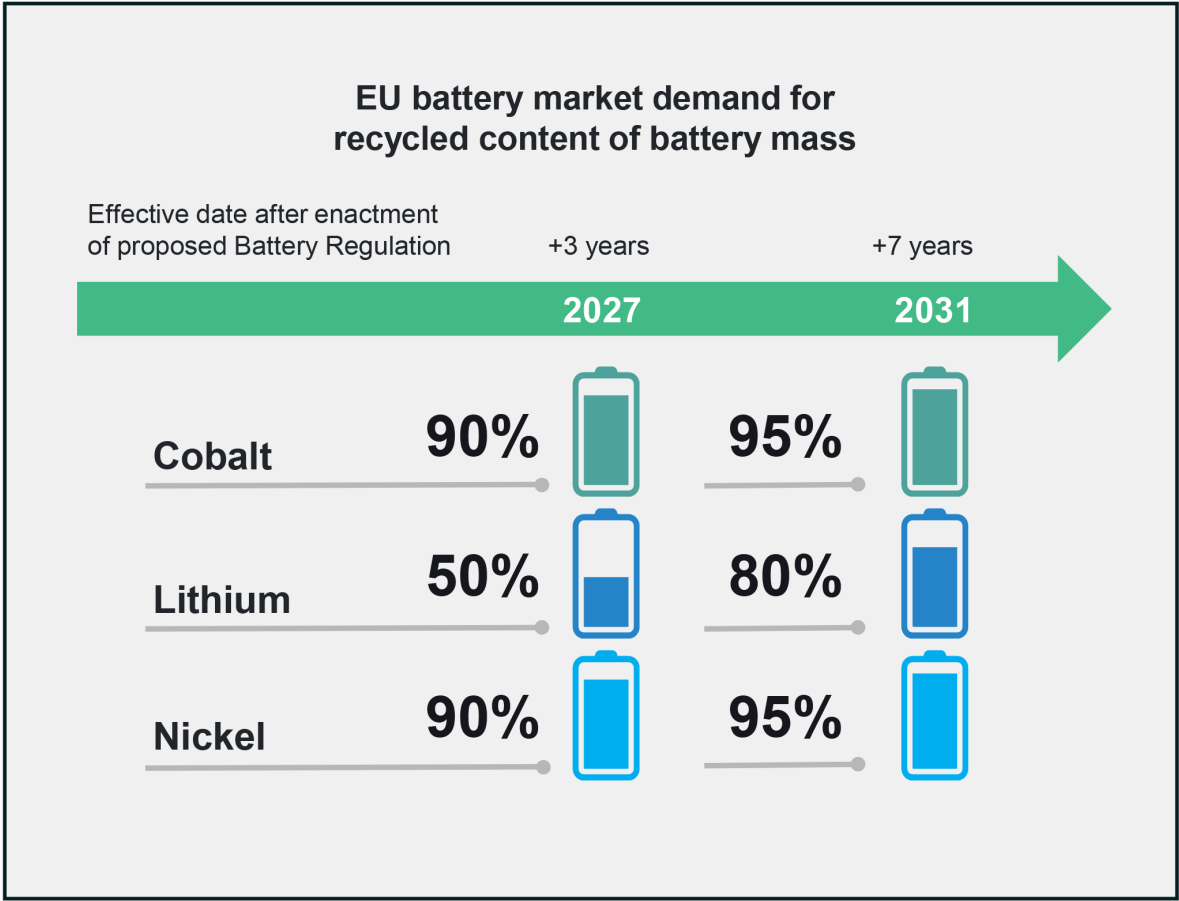 EU battery market demand for
recycled content of battery mass
Effective date after enactment
of proposed Battery Regulation +3 years +7 years
2027 2031
Cobalt 90% 95%
Lithium 50% 80%
Nickel 90% 95%